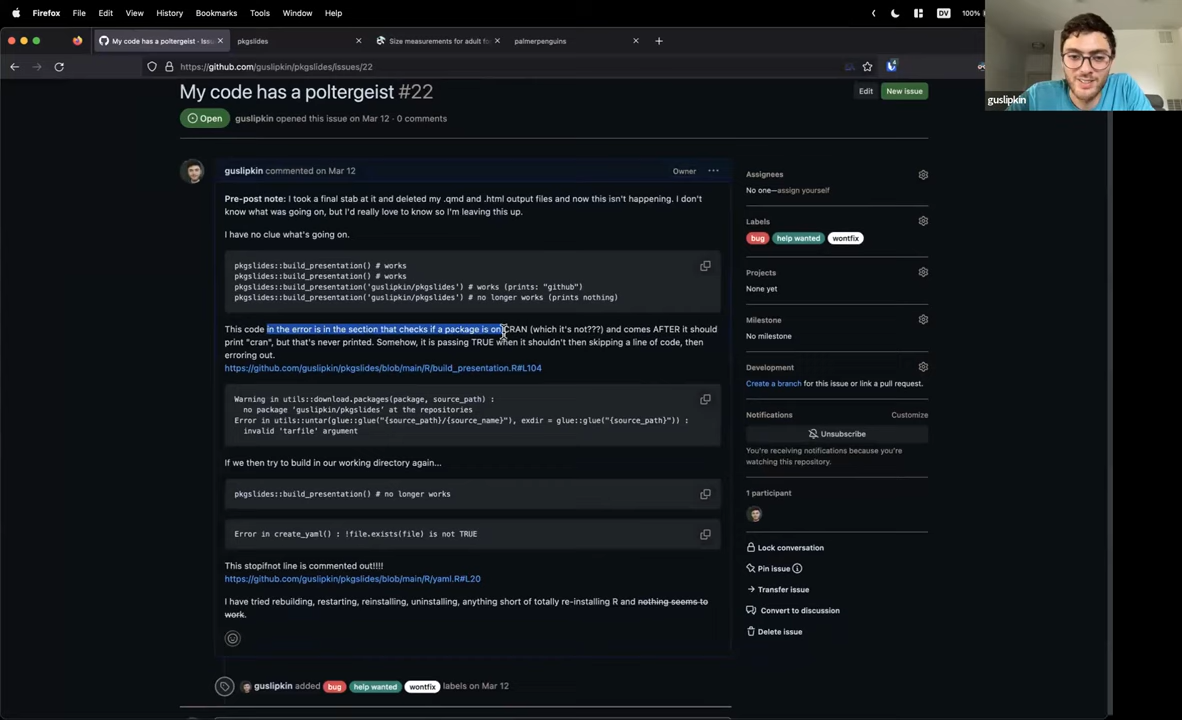 Firefox File Edit View History Bookmarks Tools Window Help DV 100%
My code has a poltergeist - Issu pkgslides Size measurements for adult fo palmerpenguins
https://github.com/guslipkin/pkgslides/issues/22
My code has a poltergeist #22 Edit New issue
guslipkin
Open guslipkin opened this issue on Mar 12 · 0 comments
guslipkin commented on Mar 12 Owner
Pre-post note: I took a final stab at it and deleted my .qmd and .html output files and now this isn't happening. I don't
know what was going on, but I'd really love to know so I'm leaving this up.
I have no clue what's going on.
pkgslides::build_presentation() # works
pkgslides::build_presentation() # works
pkgslides::build_presentation('guslipkin/pkgslides') # works (prints: "github")
pkgslides::build_presentation('guslipkin/pkgslides') # no longer works (prints nothing)
This code in the error is in the section that checks if a package is on CRAN (which it's not???) and comes AFTER it should
print "cran", but that's never printed. Somehow, it is passing TRUE when it shouldn't then skipping a line of code, then
erroring out.
https://github.com/guslipkin/pkgslides/blob/main/R/build_presentation.R#L104
Warning in utils::download.packages(package, source_path) :
no package 'guslipkin/pkgslides' at the repositories
Error in utils::untar(glue::glue("{source_path}/{source_name}"), exdir = glue::glue("{source_path}")) :
invalid 'tarfile' argument
If we then try to build in our working directory again...
pkgslides::build_presentation() # no longer works
Error in create_yaml() : !file.exists(file) is not TRUE
This stopifnot line is commented out!!!!
https://github.com/guslipkin/pkgslides/blob/main/R/yaml.R#L20
I have tried rebuilding, restarting, reinstalling, uninstalling, anything short of totally re-installing R and nothing seems to
work.
guslipkin added bug help wanted wontfix labels on Mar 12
Assignees
No one—assign yourself
Labels
bug help wanted wontfix
Projects
None yet
Milestone
No milestone
Development
Create a branch for this issue or link a pull request.
Notifications Customize
Unsubscribe
You're receiving notifications because you're
watching this repository.
1 participant
Lock conversation
Pin issue
Transfer issue
Convert to discussion
Delete issue